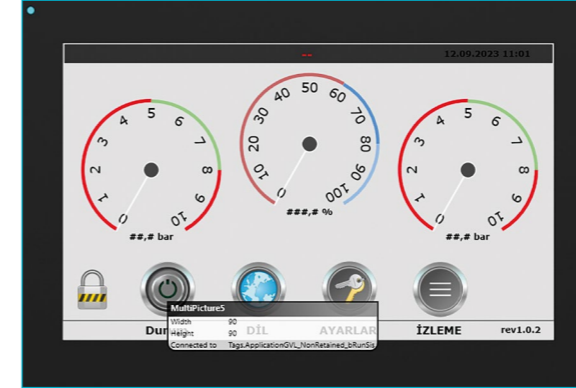 -- 12.09.2023 11:01
0 1 2 3 4 5 6 7 8 9 10
##,# bar
0 10 20 30 40 50 60 70 80 90 100
###,# %
0 1 2 3 4 5 6 7 8 9 10
##,# bar
MultiPicture5
Width 90
Height 90
Connected to Tags.ApplicationGVL_NonRetained_bRunSis
DİL
AYARLAR
İZLEME
rev1.0.2